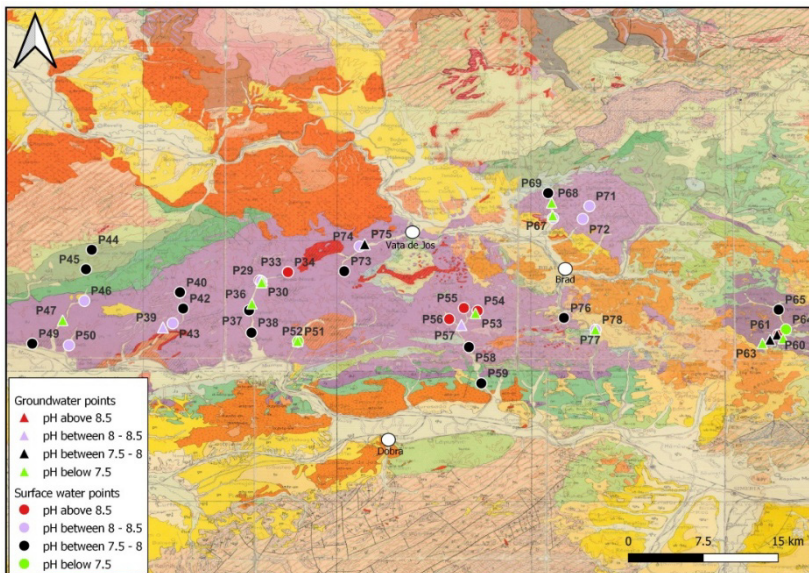 P69
P68
P71
P67
P72
P74
P75
Vata de Jos
P44
P45
P29
P33
P34
P73
Brad
P40
P30
P46
P36
P42
P55
P54
P76
P65
P47
P39
P37
P56
P53
P78
P61
P64
P49
P50
P43
P38
P52
P51
P57
P77
P63
P60
P58
P59
Groundwater points
pH above 8.5
pH between 8 - 8.5
pH between 7.5 - 8
pH below 7.5
Surface water points
pH above 8.5
pH between 8 - 8.5
pH between 7.5 - 8
pH below 7.5
Dobra
0 7.5 15 km